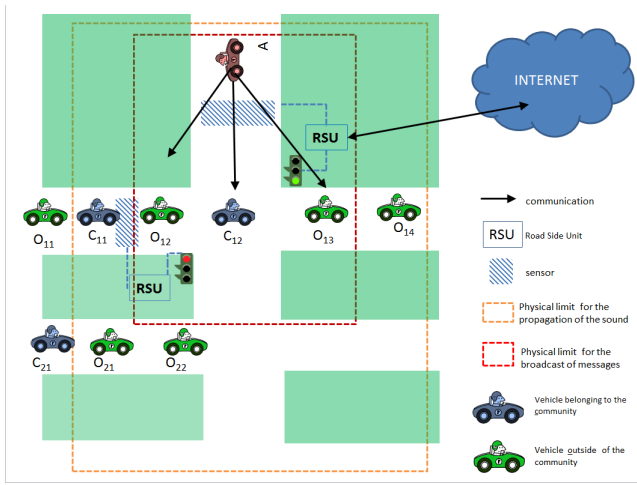 A
INTERNET
RSU
O11
C11
O12
C12
O13
O14
RSU
C21
O21
O22
communication
RSU
Road Side Unit
sensor
Physical limit for the
propagation of the sound
Physical limit for the
broadcast of messages
Vehicle belonging to the
community
Vehicle outside of the
community